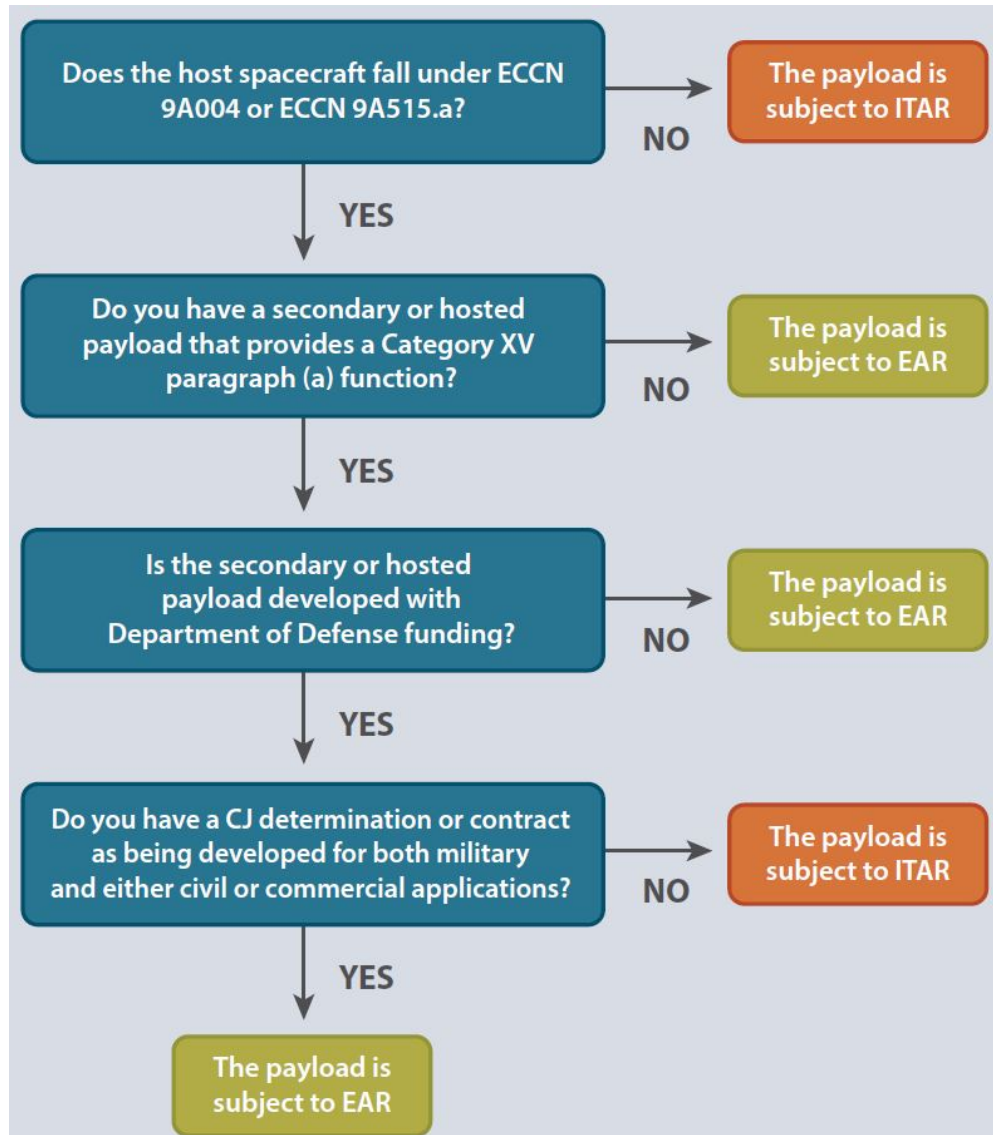 Does the host spacecraft fall under ECCN
9A004 or ECCN 9A515.a?
NO
The payload is
subject to ITAR
YES
Do you have a secondary or hosted
payload that provides a Category XV
paragraph (a) function?
NO
The payload is
subject to EAR
YES
Is the secondary or hosted
payload developed with
Department of Defense funding?
NO
The payload is
subject to EAR
YES
Do you have a CJ determination or contract
as being developed for both military
and either civil or commercial applications?
NO
The payload is
subject to ITAR
YES
The payload is
subject to EAR